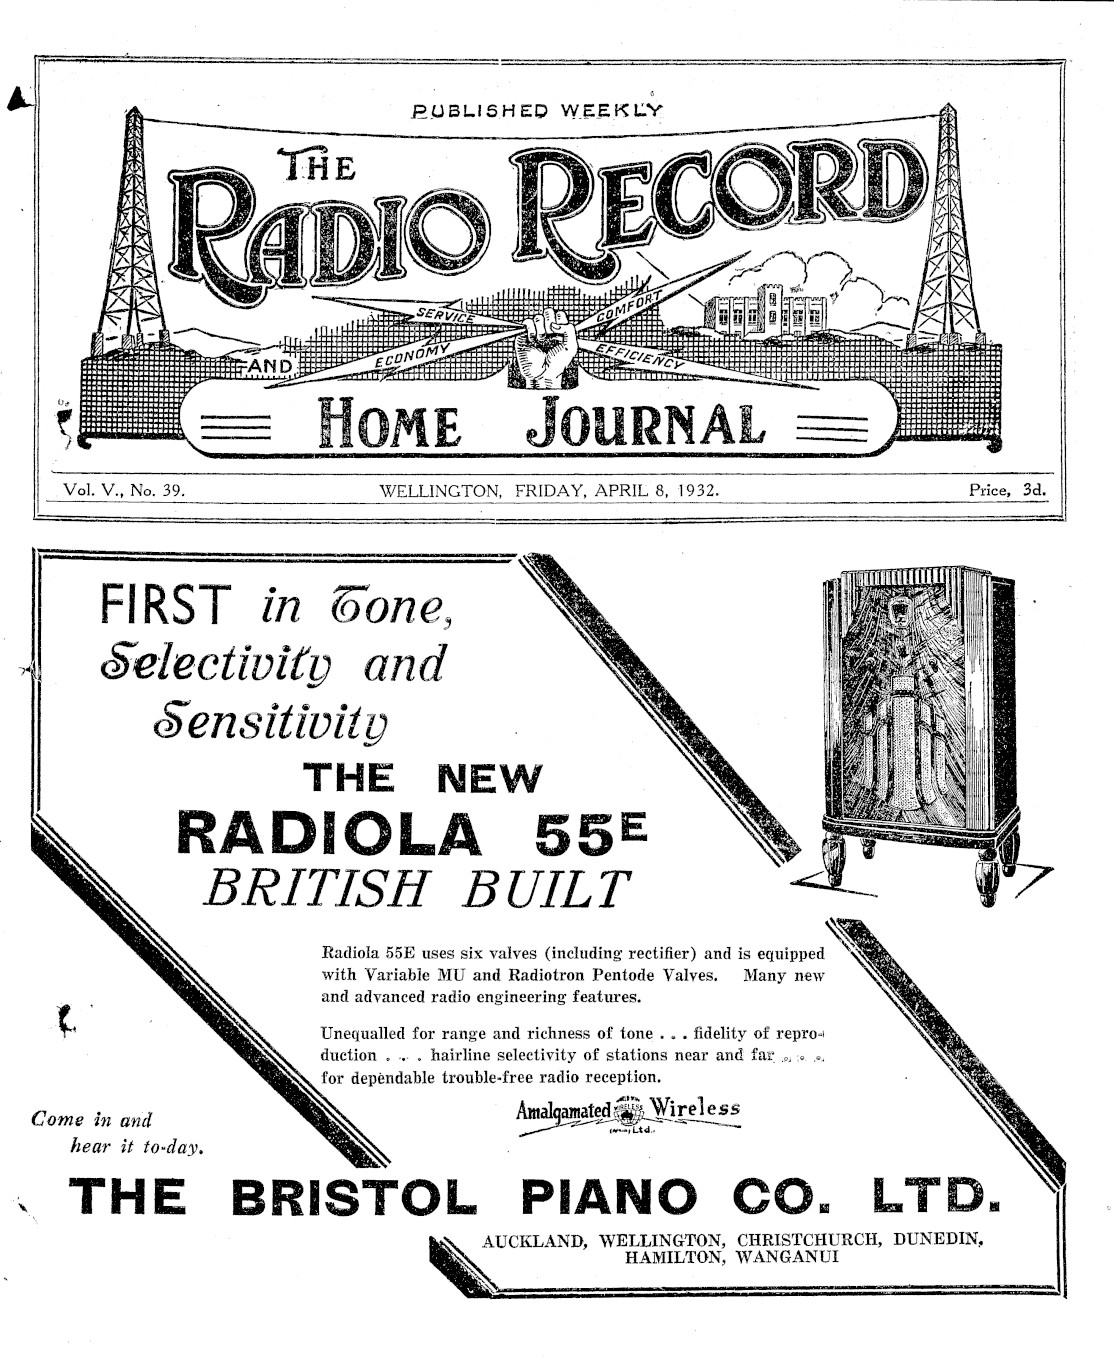 PUBLISHED WEEKLY
THE
RADIO RECORD
SERVICE
COMFORT
ECONOMY
EFFICIENCY
AND
HOME JOURNAL
Vol. V., No. 39.
WELLINGTON, FRIDAY, APRIL 8, 1932.
Price, 3d.
FIRST in Tone,
Selectivity and
Sensitivity
THE NEW
RADIOLA 55E
BRITISH BUILT
Radiola 55E uses six valves (including rectifier) and is equipped
with Variable MU and Radiotron Pentode Valves. Many new
and advanced radio engineering features.
Unequalled for range and richness of tone . . . fidelity of repro-
duction . . . hairline selectivity of stations near and far . . .
for dependable trouble-free radio reception.
Amalgamated Wireless
Ltd.
Come in and
hear it to-day.
THE BRISTOL PIANO CO. LTD.
AUCKLAND, WELLINGTON, CHRISTCHURCH, DUNEDIN,
HAMILTON, WANGANUI